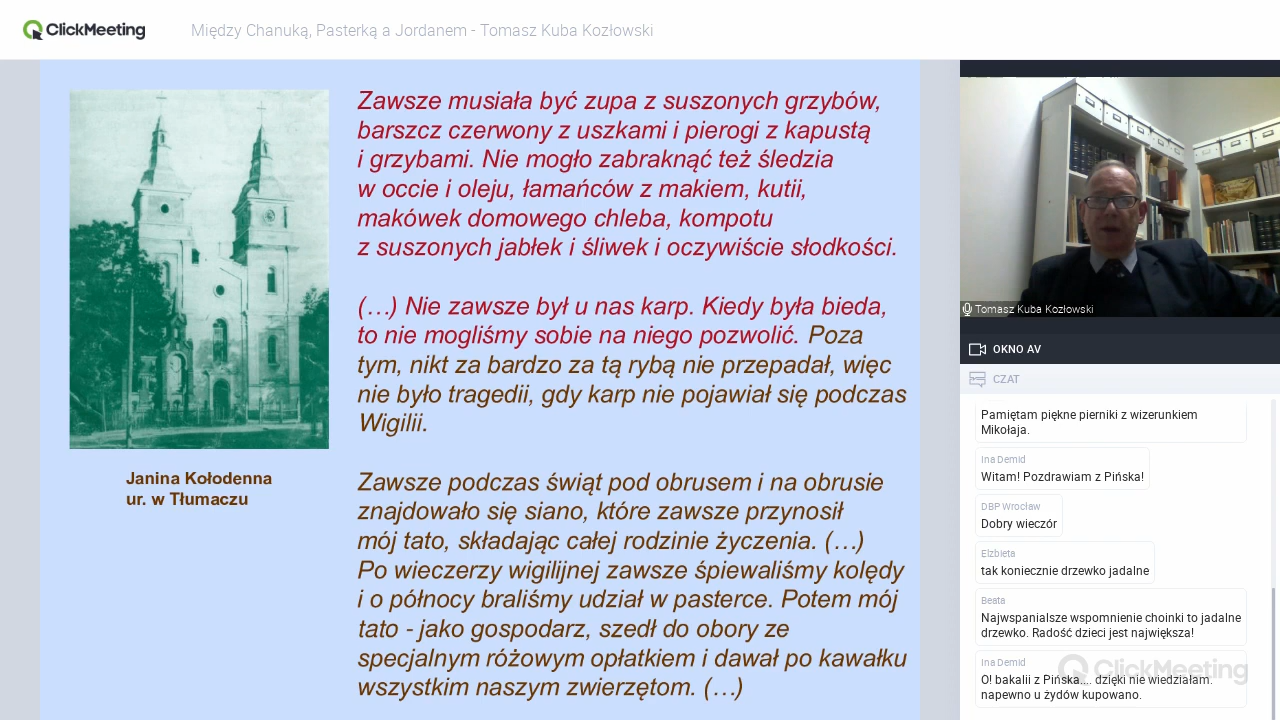 ClickMeeting
Między Chanuką, Pasterką a Jordanem - Tomasz Kuba Kozłowski
Zawsze musiała być zupa z suszonych grzybów,
barszcz czerwony z uszkami i pierogi z kapustą
i grzybami. Nie mogło zabraknąć też śledzia
w occie i oleju, łamańców z makiem, kutii,
makówek domowego chleba, kompotu
z suszonych jabłek i śliwek i oczywiście słodkości.
(…) Nie zawsze był u nas karp. Kiedy była bieda,
to nie mogliśmy sobie na niego pozwolić. Poza
tym, nikt za bardzo za tą rybą nie przepadał, więc
nie było tragedii, gdy karp nie pojawiał się podczas
Wigilii.
Zawsze podczas świąt pod obrusem i na obrusie
znajdowało się siano, które zawsze przynosił
mój tato, składając całej rodzinie życzenia. (…)
Po wieczerzy wigilijnej zawsze śpiewaliśmy kolędy
i o północy braliśmy udział w pasterce. Potem mój
tato - jako gospodarz, szedł do obory ze
specjalnym różowym opłatkiem i dawał po kawałku
wszystkim naszym zwierzętom. (…)
Janina Kołodenna
ur. w Tłumaczu
Tomasz Kuba Kozłowski
OKNO AV
CZAT
Pamiętam piękne pierniki z wizerunkiem
Mikołaja.
Ina Demid
Witam! Pozdrawiam z Pińska!
DBP Wrocław
Dobry wieczór
Elzbieta
tak koniecznie drzewko jadalne
Beata
Najwspanialsze wspomnienie choinki to jadalne
drzewko. Radość dzieci jest największa!
Ina Demid
O! bakalii z Pińska.... dzięki nie wiedziałam.
napewno u żydów kupowano.
ClickMeeting